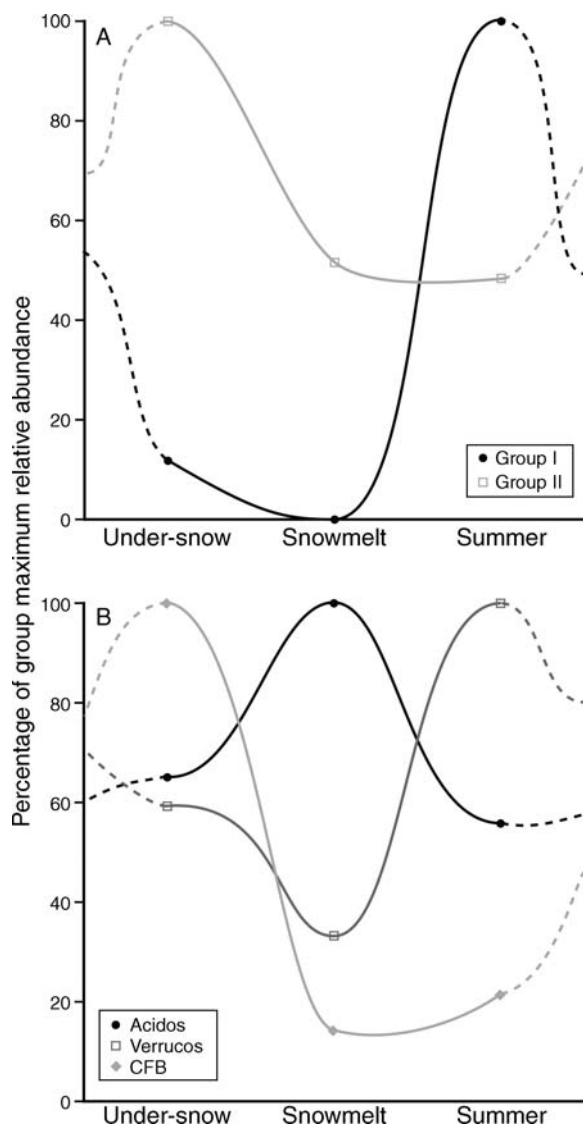 Percentage of group maximum relative abundance
A
100
80
60
40
20
0
Group I
Group II
Under-snow Snowmelt Summer
B
100
80
60
40
20
0
Acidos
Verrucos
CFB
Under-snow Snowmelt Summer